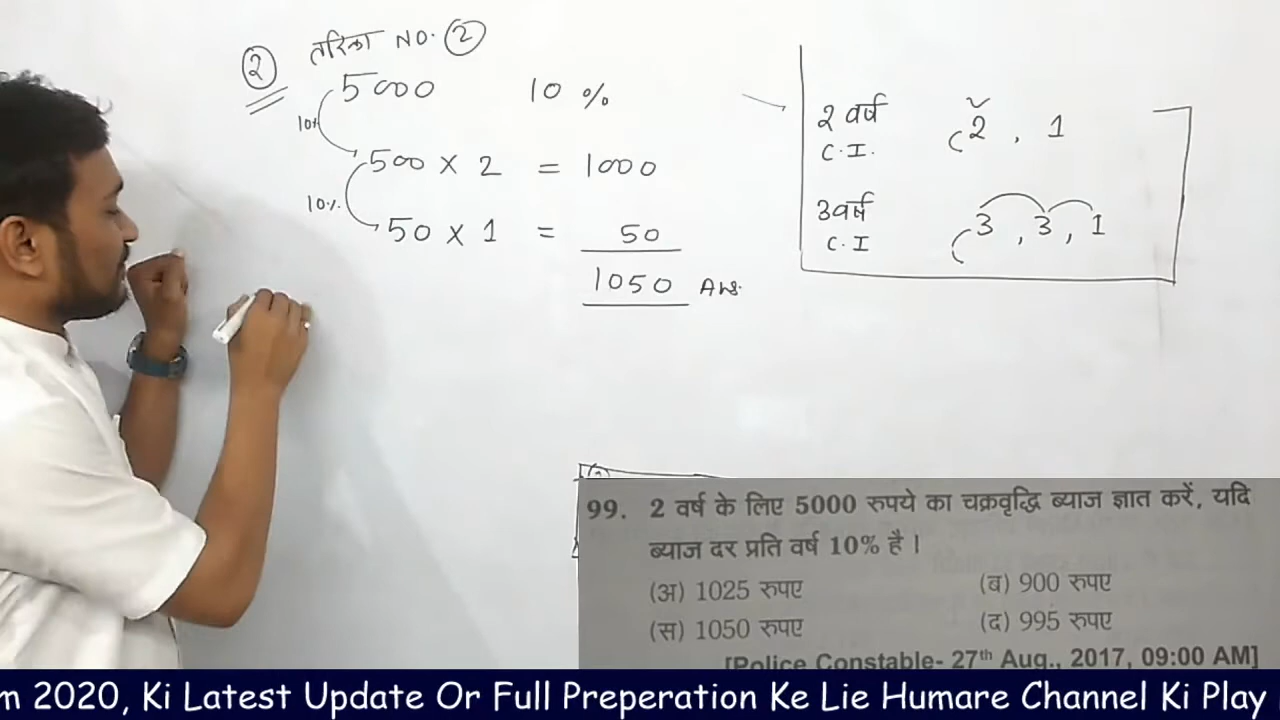 ② तरिका NO. ②
5000 10 %
10%
500 × 2 = 1000
10%
50 × 1 = 50
1050 Ans.
2 वर्ष C.I. 2 , 1
3 वर्ष C.I 3 , 3 , 1
99. 2 वर्ष के लिए 5000 रुपये का चक्रवृद्धि ब्याज ज्ञात करें, यदि
ब्याज दर प्रति वर्ष 10% है ।
(अ) 1025 रुपए (ब) 900 रुपए
(स) 1050 रुपए (द) 995 रुपए
[Police Constable- 27th Aug., 2017, 09:00 AM]
m 2020, Ki Latest Update Or Full Preperation Ke Lie Humare Channel Ki Play